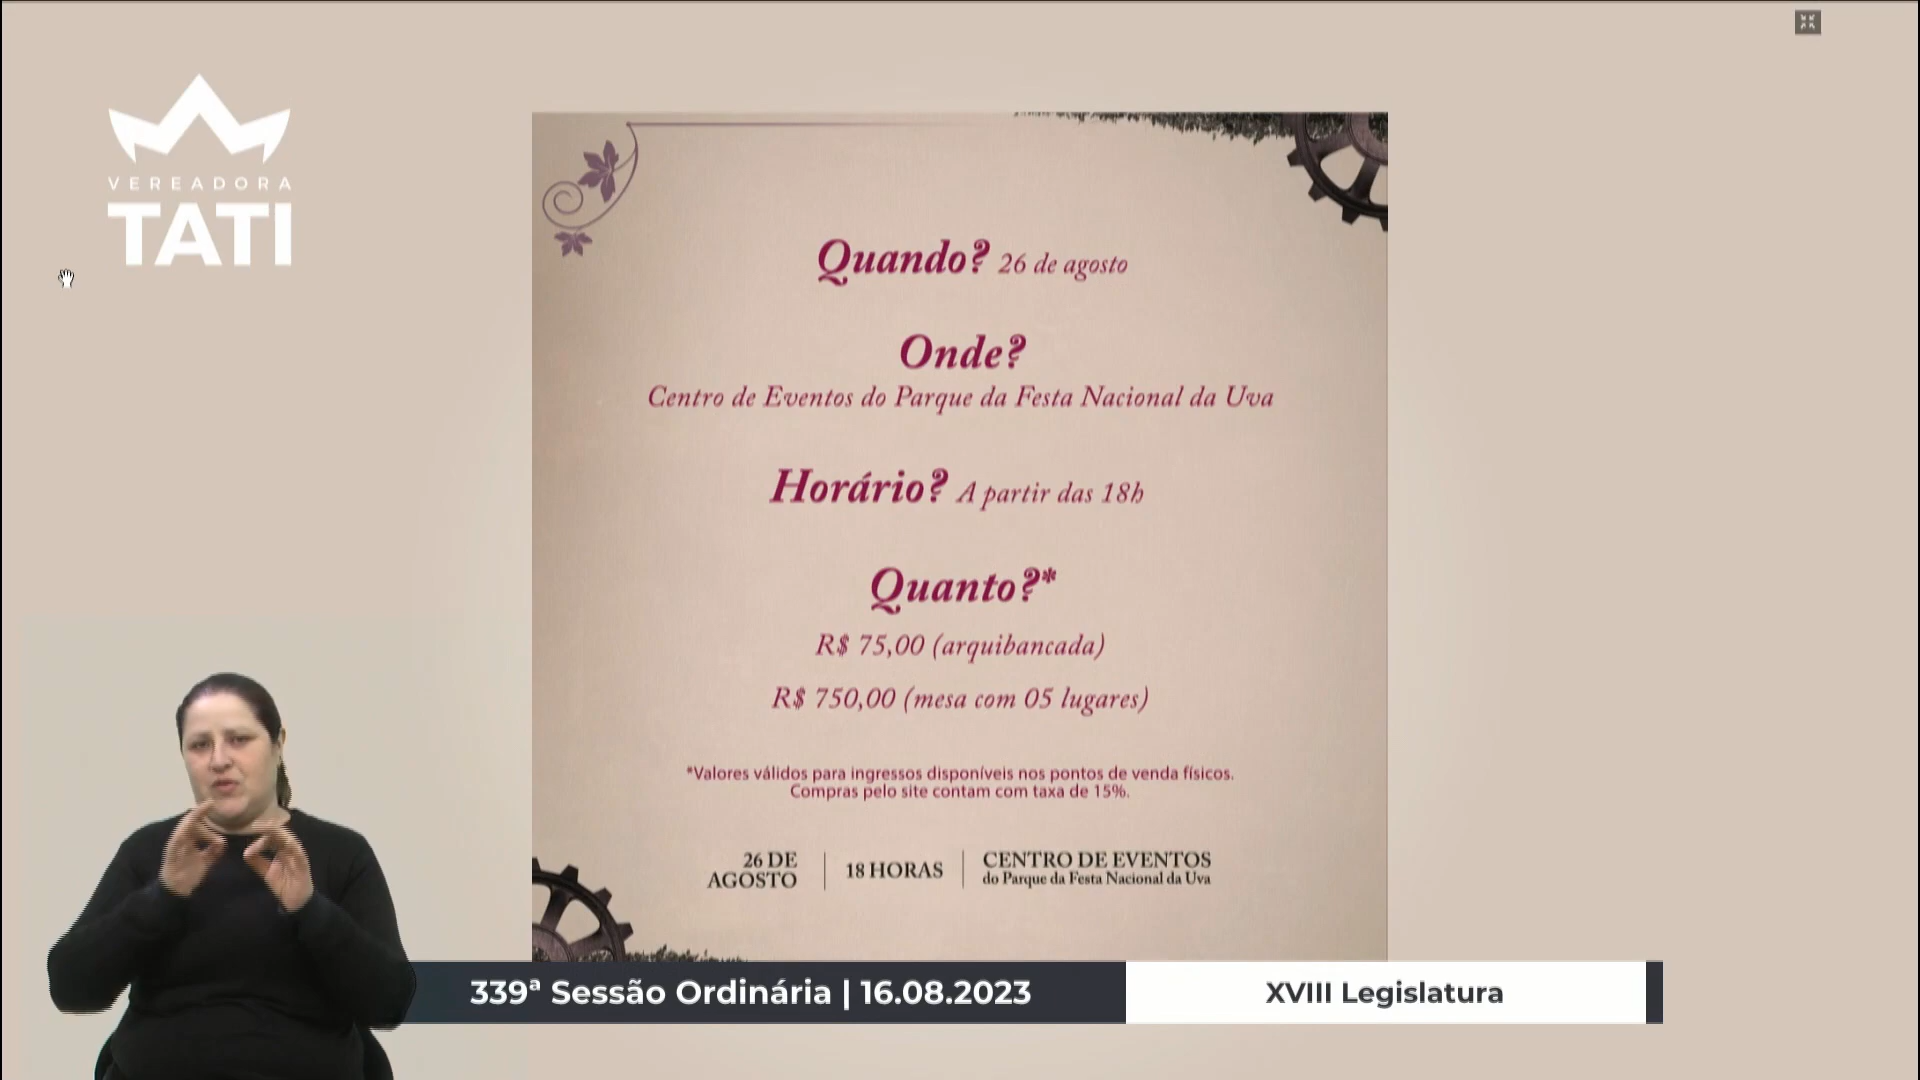 VEREADORA
TATI
Quando? 26 de agosto
Onde?
Centro de Eventos do Parque da Festa Nacional da Uva
Horário? A partir das 18h
Quanto?*
R$ 75,00 (arquibancada)
R$ 750,00 (mesa com 05 lugares)
*Valores válidos para ingressos disponíveis nos pontos de venda físicos.
Compras pelo site contam com taxa de 15%.
26 DE
AGOSTO
18 HORAS
CENTRO DE EVENTOS
do Parque da Festa Nacional da Uva
339ª Sessão Ordinária | 16.08.2023
XVIII Legislatura